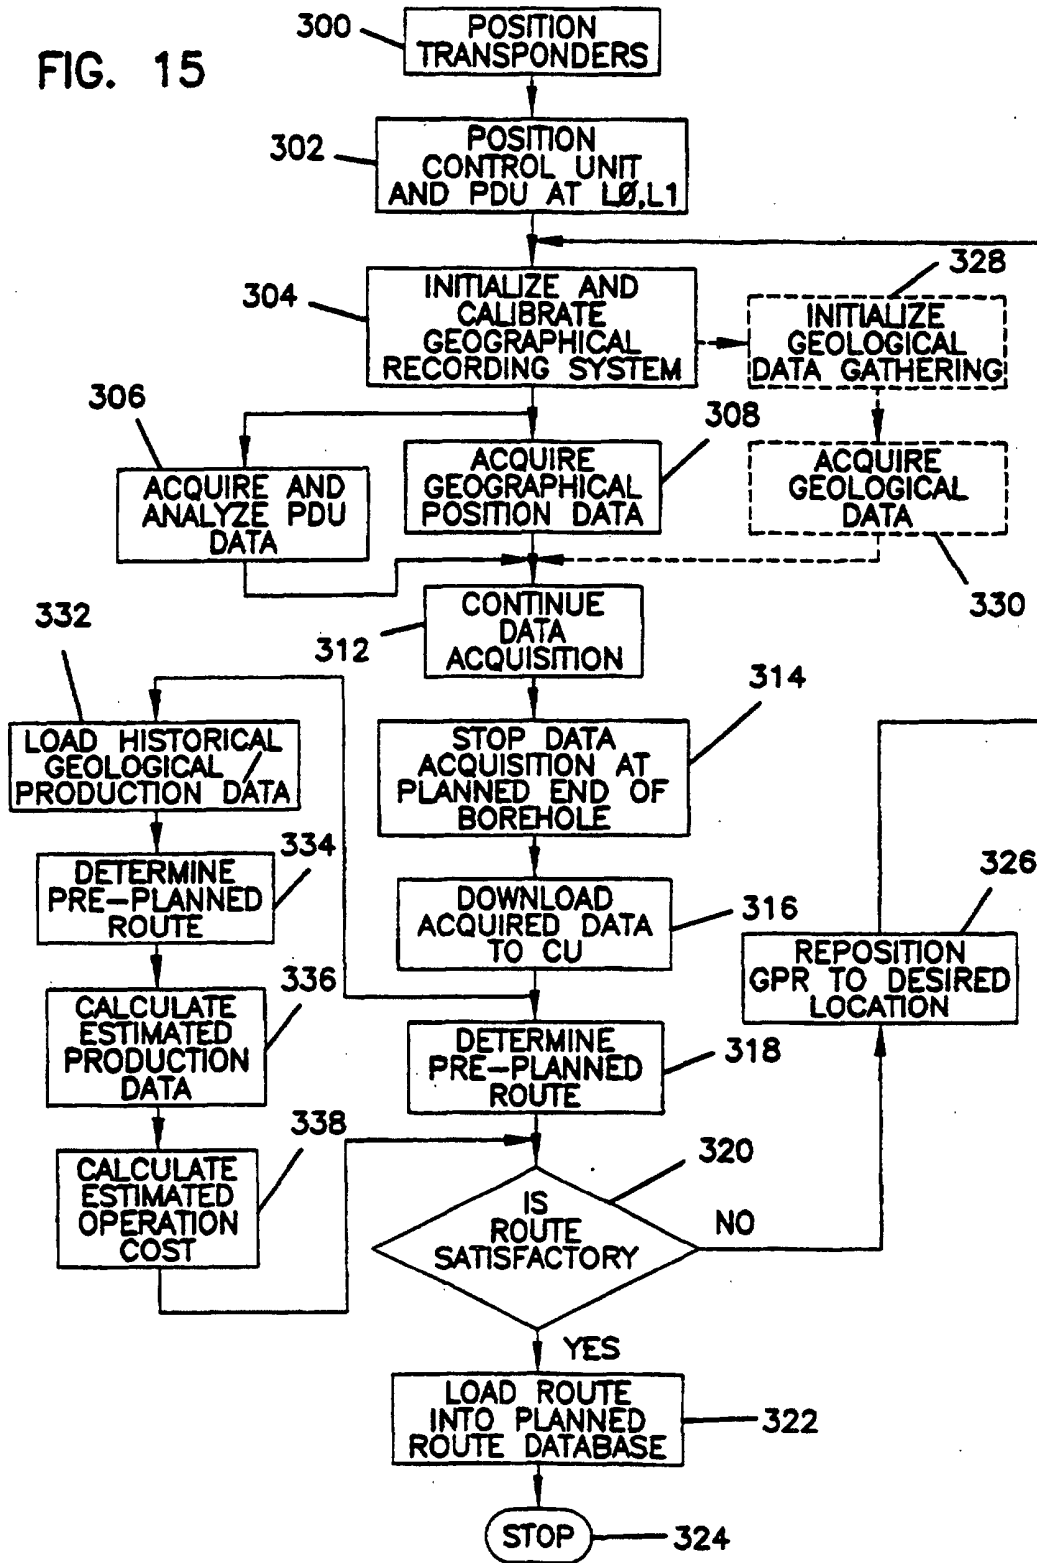 FIG. 15
300
POSITION
TRANSPONDERS
302
POSITION
CONTROL UNIT
AND PDU AT LØ,L1
304
INITIALIZE AND
CALIBRATE
GEOGRAPHICAL
RECORDING SYSTEM
328
INITIALIZE
GEOLOGICAL
DATA GATHERING
306
ACQUIRE AND
ANALYZE PDU
DATA
308
ACQUIRE
GEOGRAPHICAL
POSITION DATA
ACQUIRE
GEOLOGICAL
DATA
330
312
CONTINUE
DATA
ACQUISITION
332
LOAD HISTORICAL
GEOLOGICAL/
PRODUCTION DATA
314
STOP DATA
ACQUISITION AT
PLANNED END OF
BOREHOLE
334
DETERMINE
PRE-PLANNED
ROUTE
DOWNLOAD
ACQUIRED DATA
TO CU
316
326
REPOSITION
GPR TO DESIRED
LOCATION
336
CALCULATE
ESTIMATED
PRODUCTION
DATA
DETERMINE
PRE-PLANNED
ROUTE
318
338
CALCULATE
ESTIMATED
OPERATION
COST
320
IS
ROUTE
SATISFACTORY
NO
YES
LOAD ROUTE
INTO PLANNED
ROUTE DATABASE
322
STOP
324